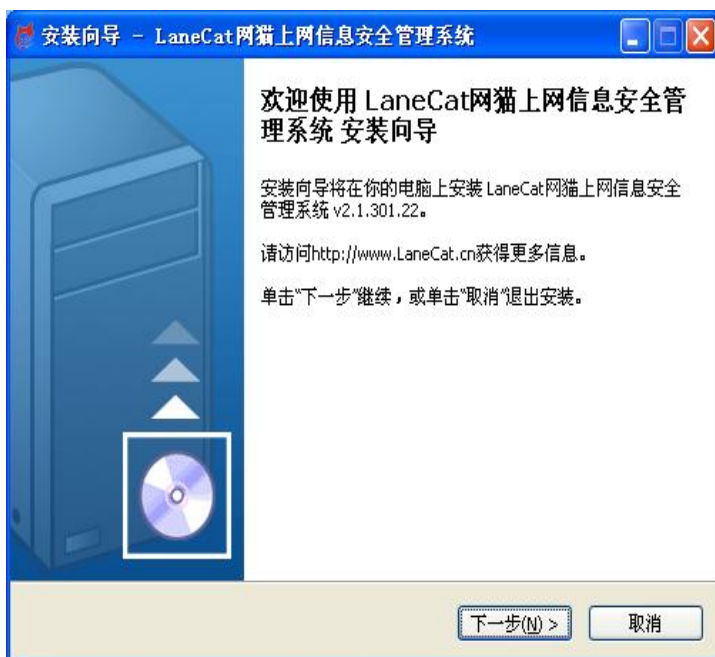 安装向导 - LaneCat网猫上网信息安全管理系统
欢迎使用 LaneCat网猫上网信息安全管
理系统 安装向导
安装向导将在你的电脑上安装 LaneCat网猫上网信息安全
管理系统 v2.1.301.22。
请访问http://www.LaneCat.cn获得更多信息。
单击“下一步”继续，或单击“取消”退出安装。
下一步(N) >
取消